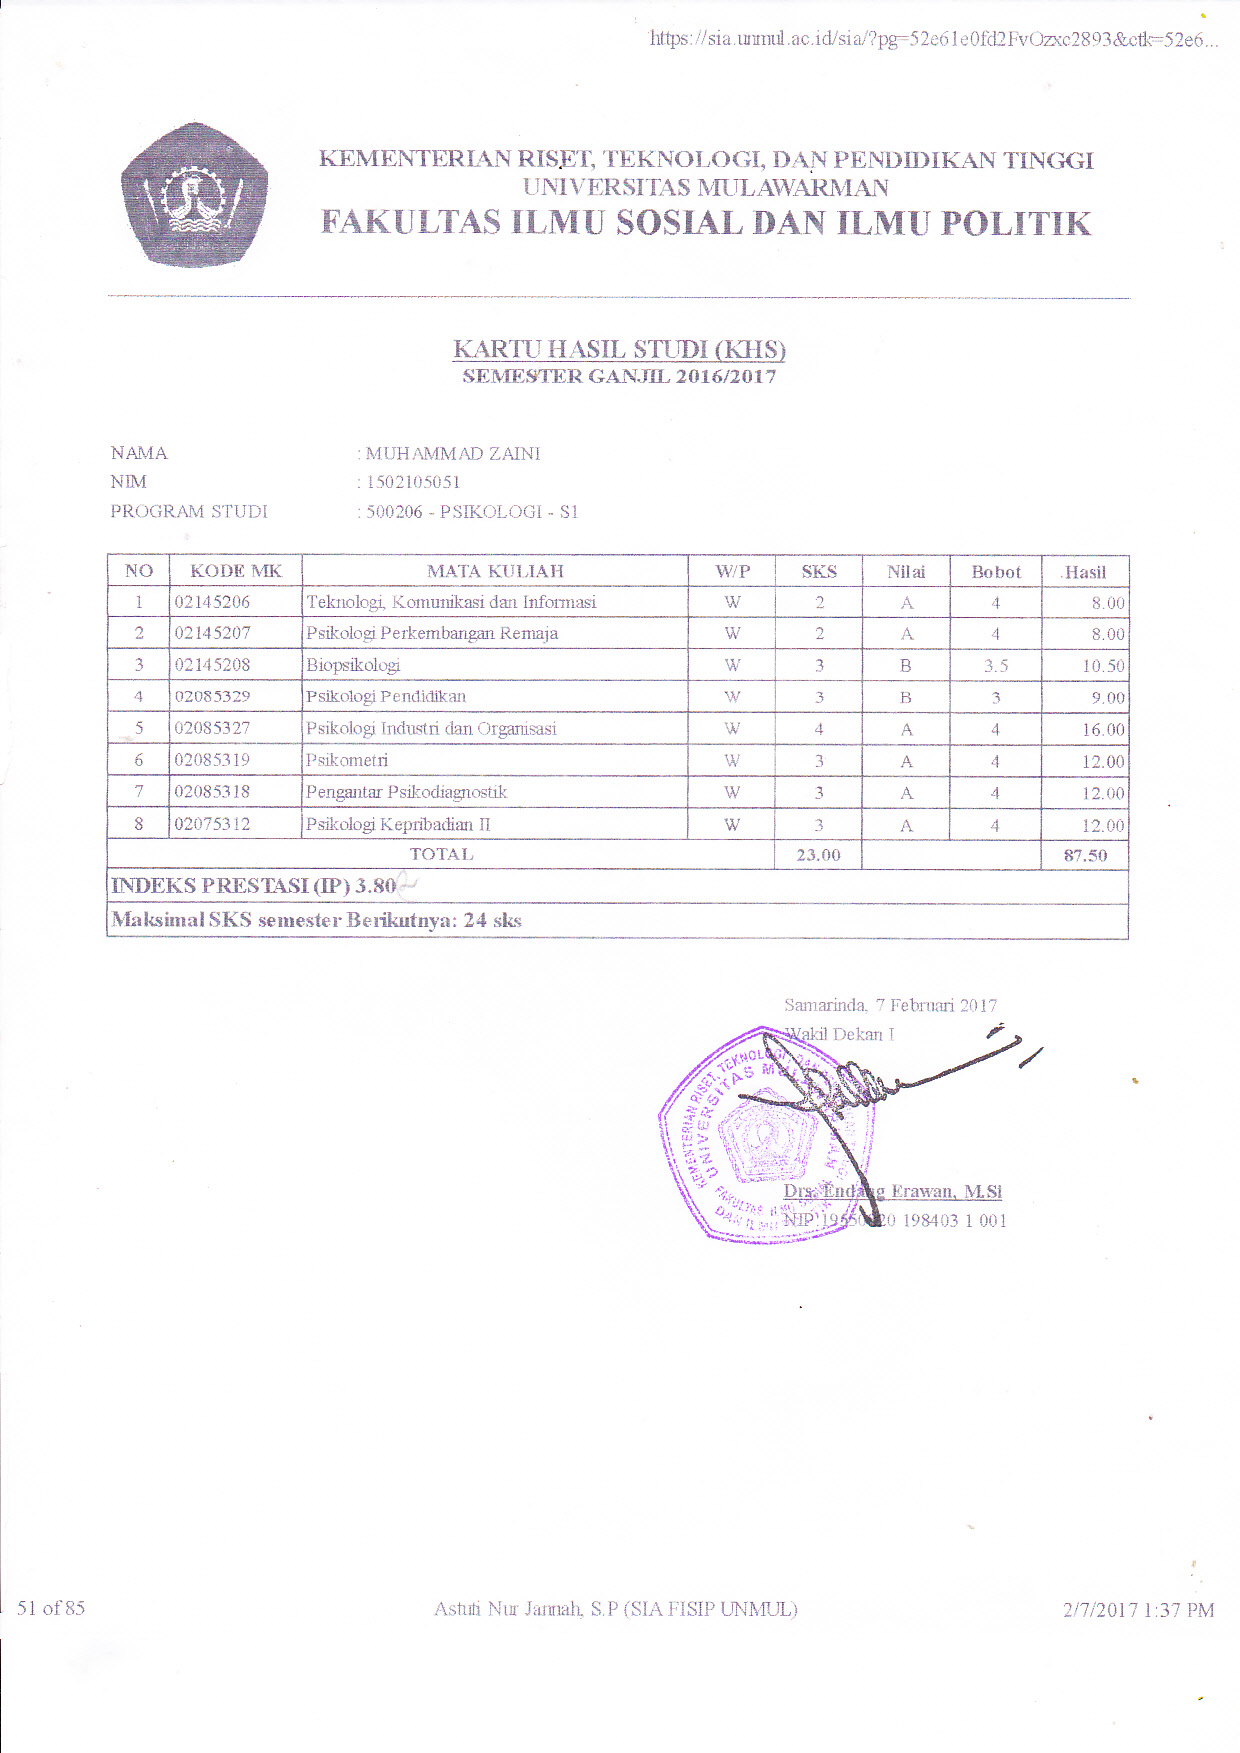 https://sia.unmul.ac.id/sia/?pg=52e61e0fd2FvOzxc2893&ctk=52e6...
KEMENTERIAN RISET, TEKNOLOGI, DAN PENDIDIKAN TINGGI
UNIVERSITAS MULAWARMAN
FAKULTAS ILMU SOSIAL DAN ILMU POLITIK
KARTU HASIL STUDI (KHS)
SEMESTER GANJIL 2016/2017
NAMA : MUHAMMAD ZAINI
NIM : 1502105051
PROGRAM STUDI : 500206 - PSIKOLOGI - S1
NO KODE MK MATA KULIAH W/P SKS Nilai Bobot Hasil
1 02145206 Teknologi, Komunikasi dan Informasi W 2 A 4 8.00
2 02145207 Psikologi Perkembangan Remaja W 2 A 4 8.00
3 02145208 Biopsikologi W 3 B 3.5 10.50
4 02085329 Psikologi Pendidikan W 3 B 3 9.00
5 02085327 Psikologi Industri dan Organisasi W 4 A 4 16.00
6 02085319 Psikometri W 3 A 4 12.00
7 02085318 Pengantar Psikodiagnostik W 3 A 4 12.00
8 02075312 Psikologi Kepribadian II W 3 A 4 12.00
TOTAL 23.00 87.50
INDEKS PRESTASI (IP) 3.80
Maksimal SKS semester Berikutnya: 24 sks
Samarinda, 7 Februari 2017
Wakil Dekan I
KEMENTERIAN RISET, TEKNOLOGI, DAN
UNIVERSITAS
FAKULTAS ILMU SOSIAL
DAN ILMU
Drs. Endang Erawan, M.Si
NIP 198403 1 001
51 of 85 Astuti Nur Jannah, S.P (SIA FISIP UNMUL) 2/7/2017 1:37 PM